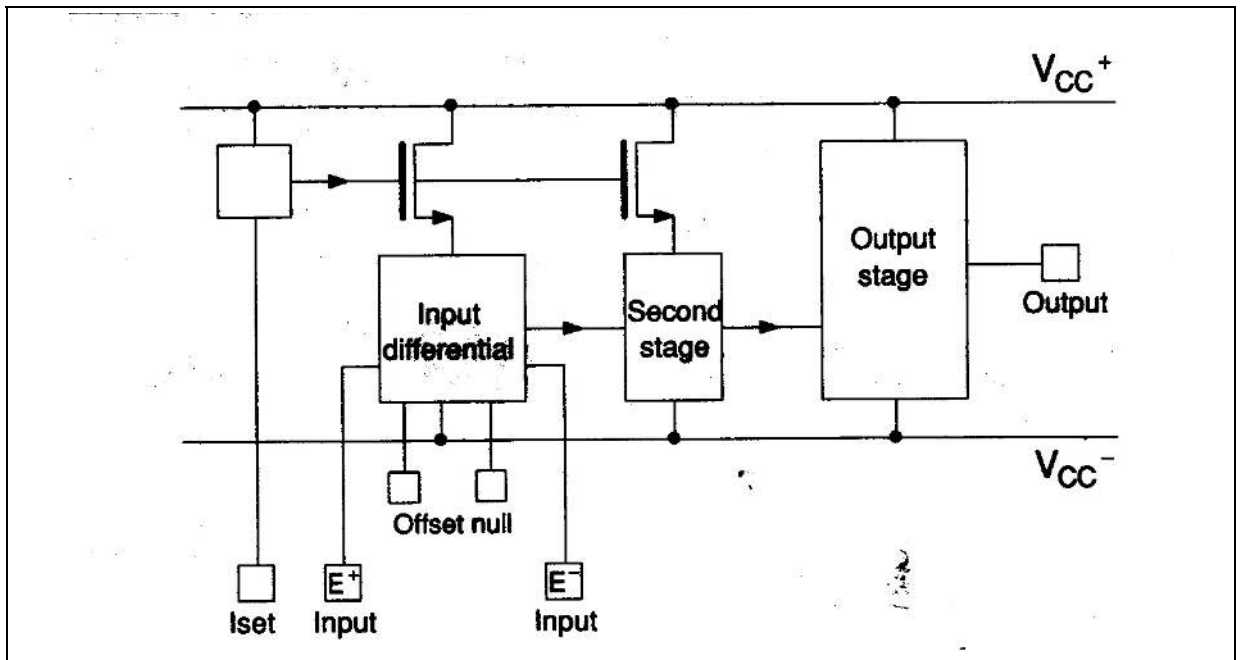 VCC+
Input
differential
Second
stage
Output
stage
Output
VCC-
Offset null
E+
E-
Iset
Input
Input